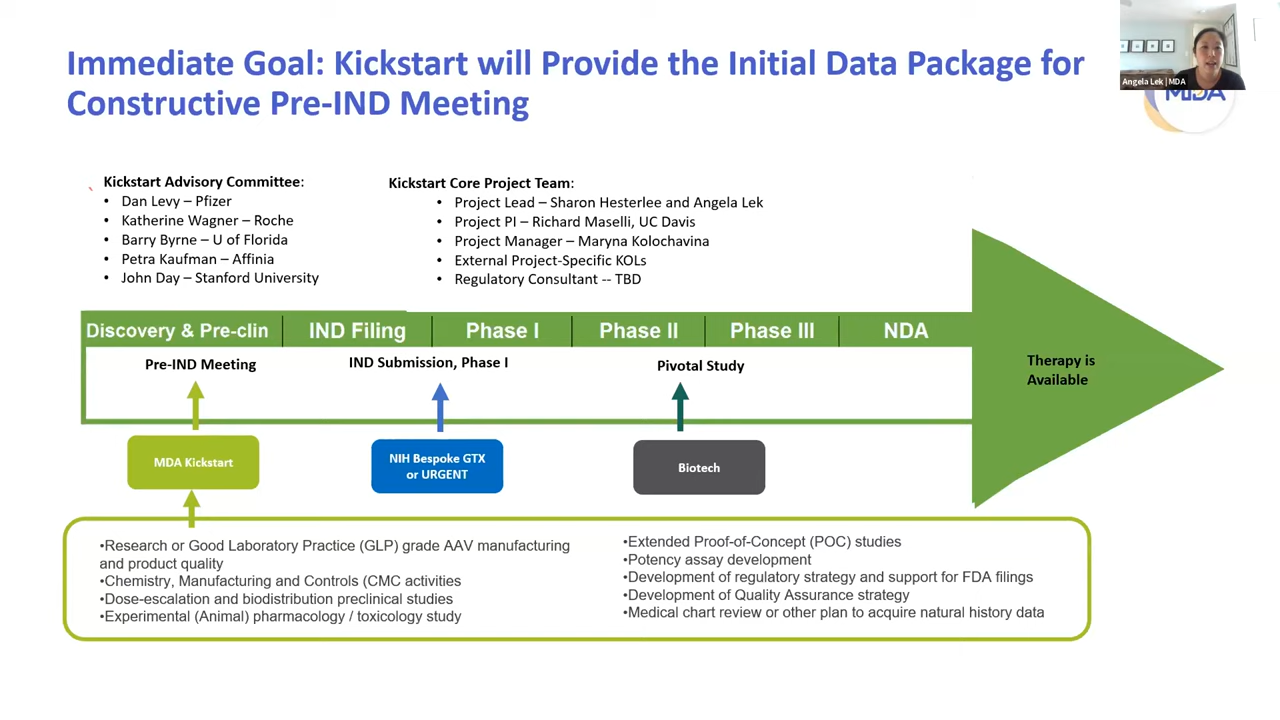 Immediate Goal: Kickstart will Provide the Initial Data Package for
Constructive Pre-IND Meeting
Angela Lek | MDA
MDA
Kickstart Advisory Committee:
• Dan Levy – Pfizer
• Katherine Wagner – Roche
• Barry Byrne – U of Florida
• Petra Kaufman – Affinia
• John Day – Stanford University
Kickstart Core Project Team:
• Project Lead – Sharon Hesterlee and Angela Lek
• Project PI – Richard Maselli, UC Davis
• Project Manager – Maryna Kolochavina
• External Project-Specific KOLs
• Regulatory Consultant -- TBD
Discovery & Pre-clin
IND Filing
Phase I
Phase II
Phase III
NDA
Pre-IND Meeting
IND Submission, Phase I
Pivotal Study
Therapy is
Available
MDA Kickstart
NIH Bespoke GTX
or URGENT
Biotech
•Research or Good Laboratory Practice (GLP) grade AAV manufacturing
and product quality
•Chemistry, Manufacturing and Controls (CMC activities
•Dose-escalation and biodistribution preclinical studies
•Experimental (Animal) pharmacology / toxicology study
•Extended Proof-of-Concept (POC) studies
•Potency assay development
•Development of regulatory strategy and support for FDA filings
•Development of Quality Assurance strategy
•Medical chart review or other plan to acquire natural history data